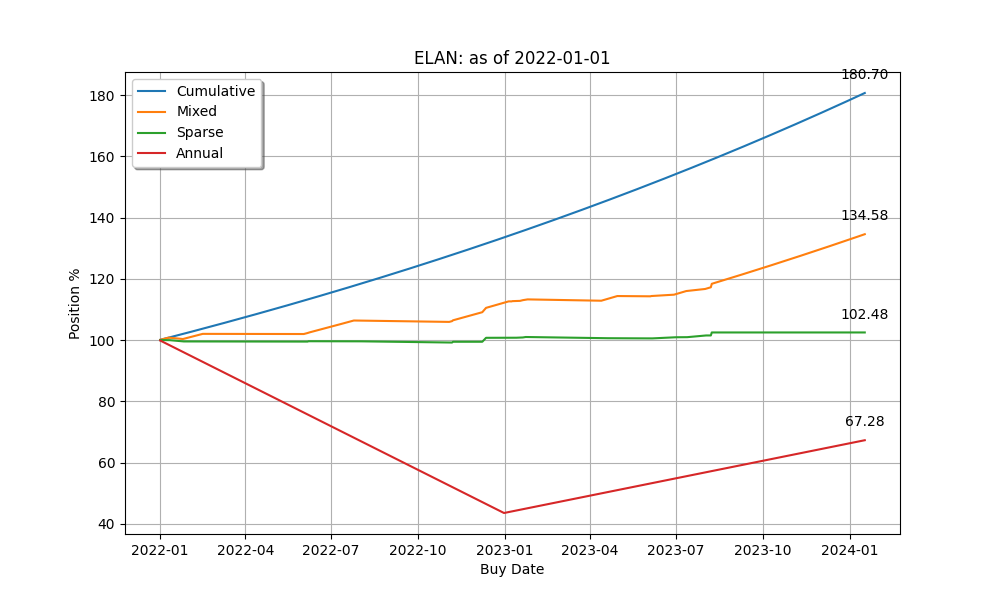 ELAN: as of 2022-01-01
180.70
Cumulative
Mixed
Sparse
Annual
134.58
102.48
67.28
Position %
180
160
140
120
100
80
60
40
2022-01 2022-04 2022-07 2022-10 2023-01 2023-04 2023-07 2023-10 2024-01
Buy Date